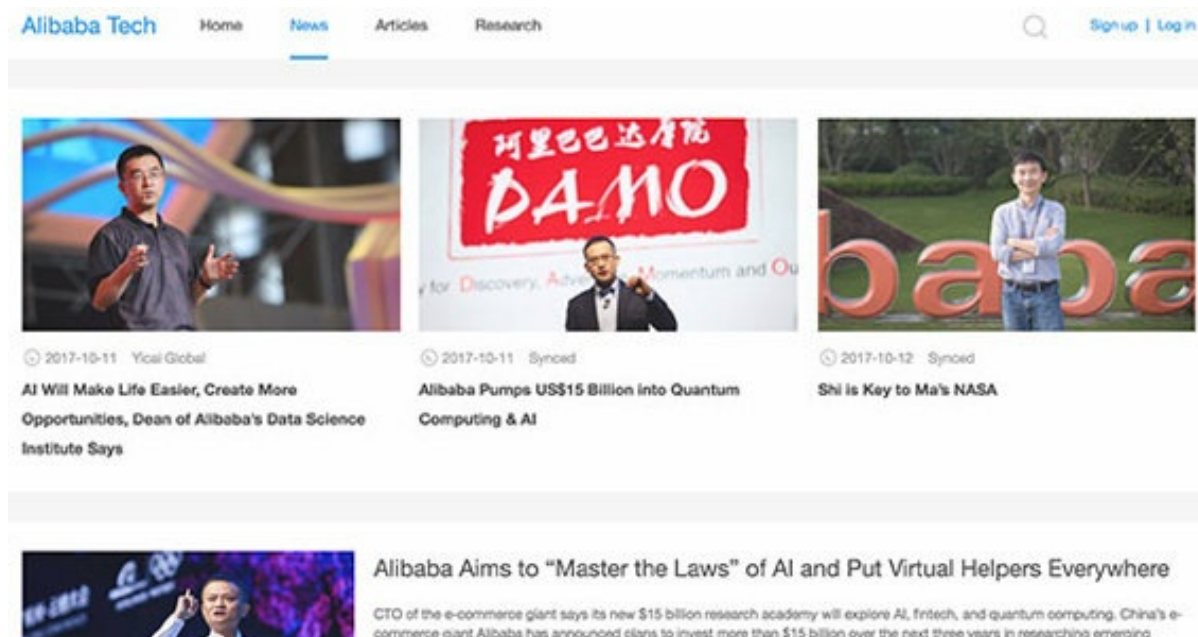 Alibaba Tech Home News Articles Research Sign up | Log in
阿里巴巴达摩院
DAMO
for Discovery, Momentum and Ou
baba
2017-10-11 Yicai Global
AI Will Make Life Easier, Create More
Opportunities, Dean of Alibaba's Data Science
Institute Says
2017-10-11 Synced
Alibaba Pumps US$15 Billion into Quantum
Computing & AI
2017-10-12 Synced
Shi is Key to Ma's NASA
Alibaba Aims to “Master the Laws” of AI and Put Virtual Helpers Everywhere
CTO of the e-commerce giant says its new $15 billion research academy will explore AI, fintech, and quantum computing. China's e-
commerce giant Alibaba has announced plans to invest more than $15 billion over the next three years in researching emerging